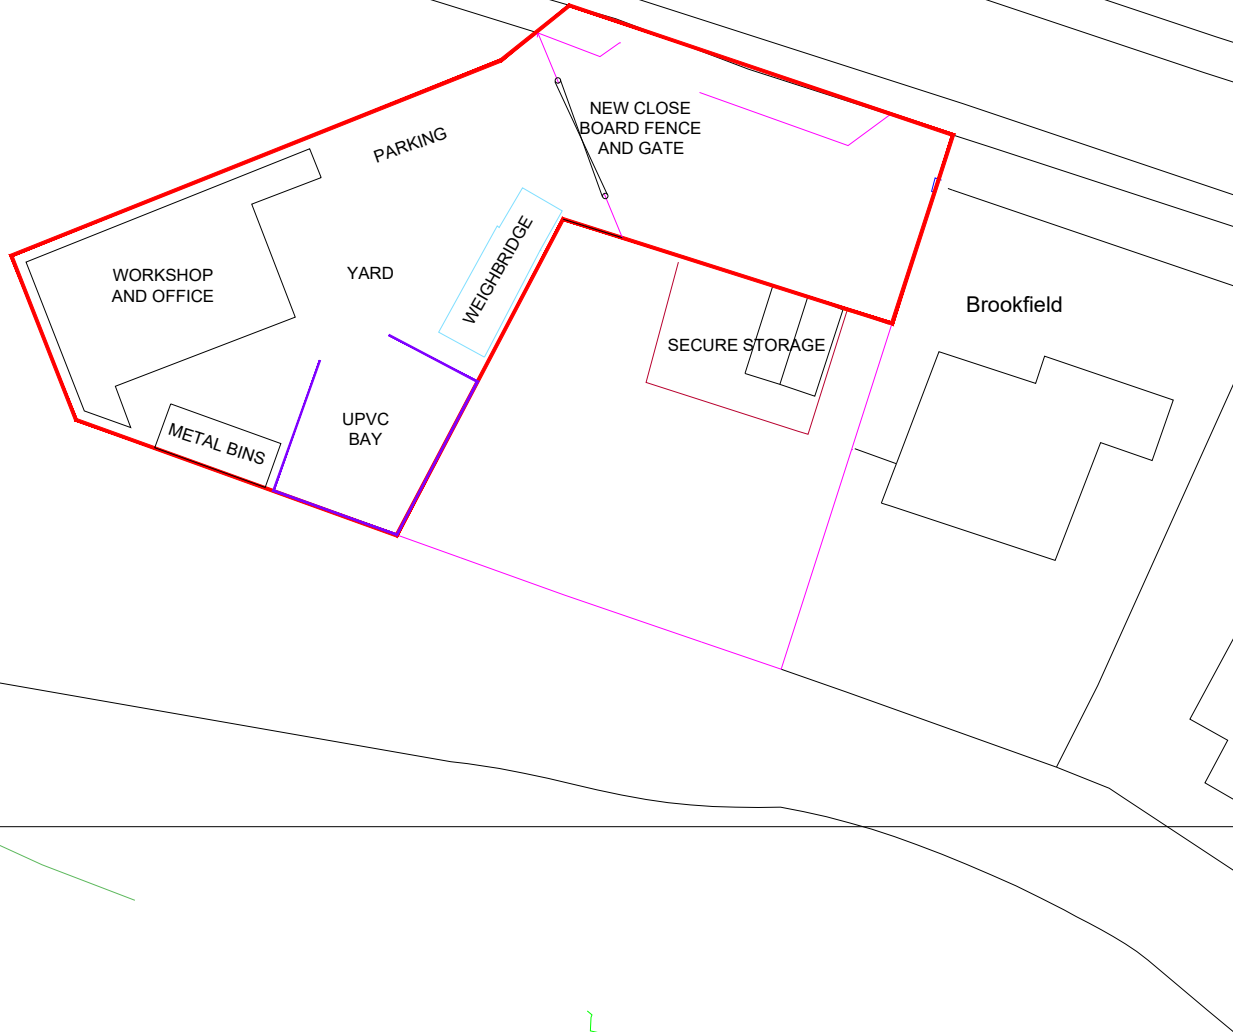 NEW CLOSE
BOARD FENCE
AND GATE
PARKING
WORKSHOP
AND OFFICE
YARD
WEIGHBRIDGE
Brookfield
SECURE STORAGE
UPVC
BAY
METAL BINS